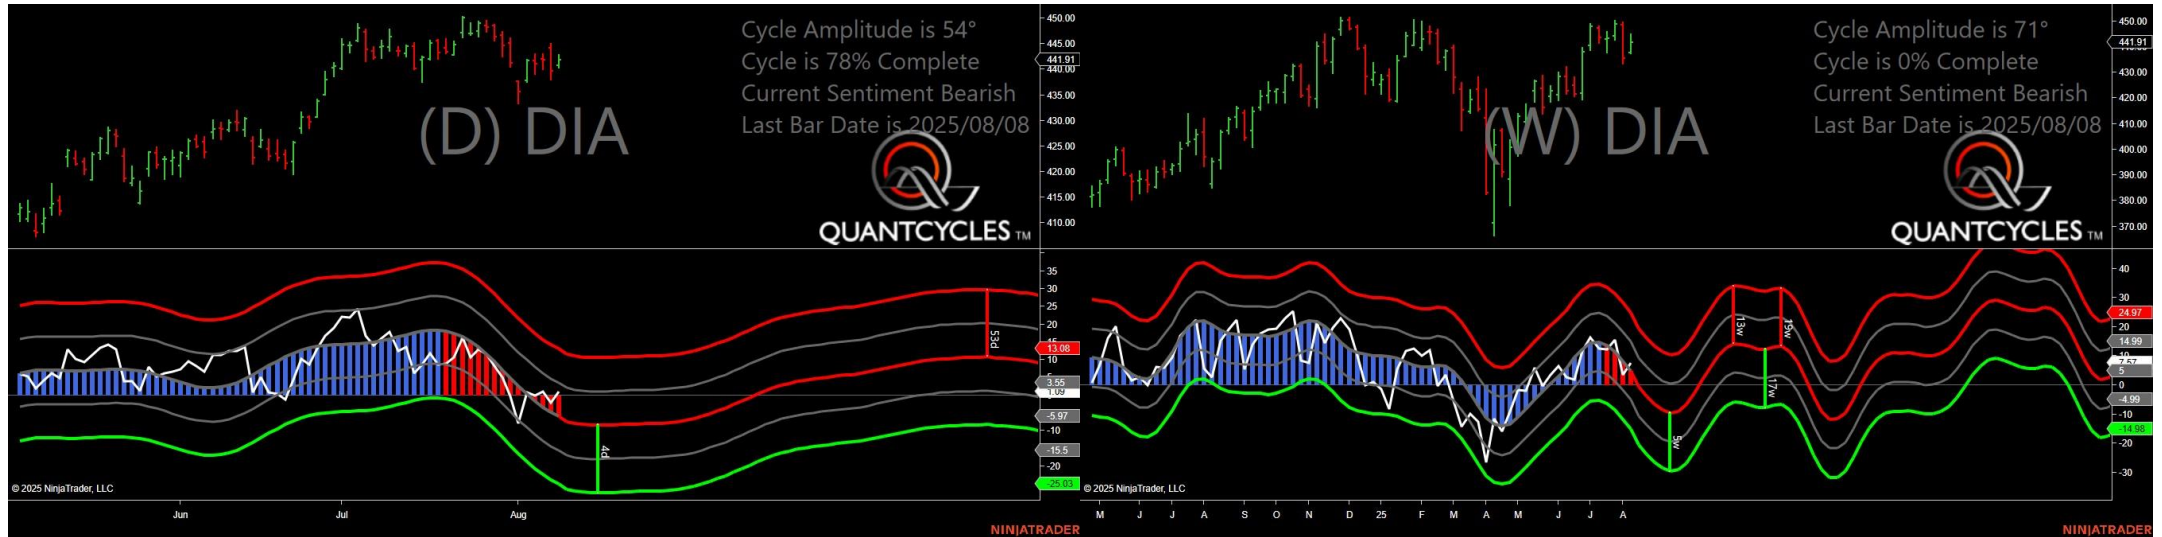 Cycle Amplitude is 54°
Cycle is 78% Complete
Current Sentiment Bearish
Last Bar Date is 2025/08/08
(D) DIA
QUANTCYCLES TM
450.00
445.00
441.91
440.00
435.00
430.00
425.00
420.00
415.00
410.00
35
30
25
20
15
13.08
10
5
3.55
1.09
-5.97
-10
-15.5
-20
-25.03
53d
4d
© 2025 NinjaTrader, LLC
Jun
Jul
Aug
NINJATRADER
Cycle Amplitude is 71°
Cycle is 0% Complete
Current Sentiment Bearish
Last Bar Date is 2025/08/08
(W) DIA
QUANTCYCLES TM
450.00
441.91
430.00
420.00
410.00
400.00
390.00
380.00
370.00
40
30
24.97
20
14.99
10
7.57
5
0
-4.99
-10
-14.98
-20
-30
13w
19w
17w
5w
© 2025 NinjaTrader, LLC
M J J A S O N D 25 F M A M J J A
NINJATRADER